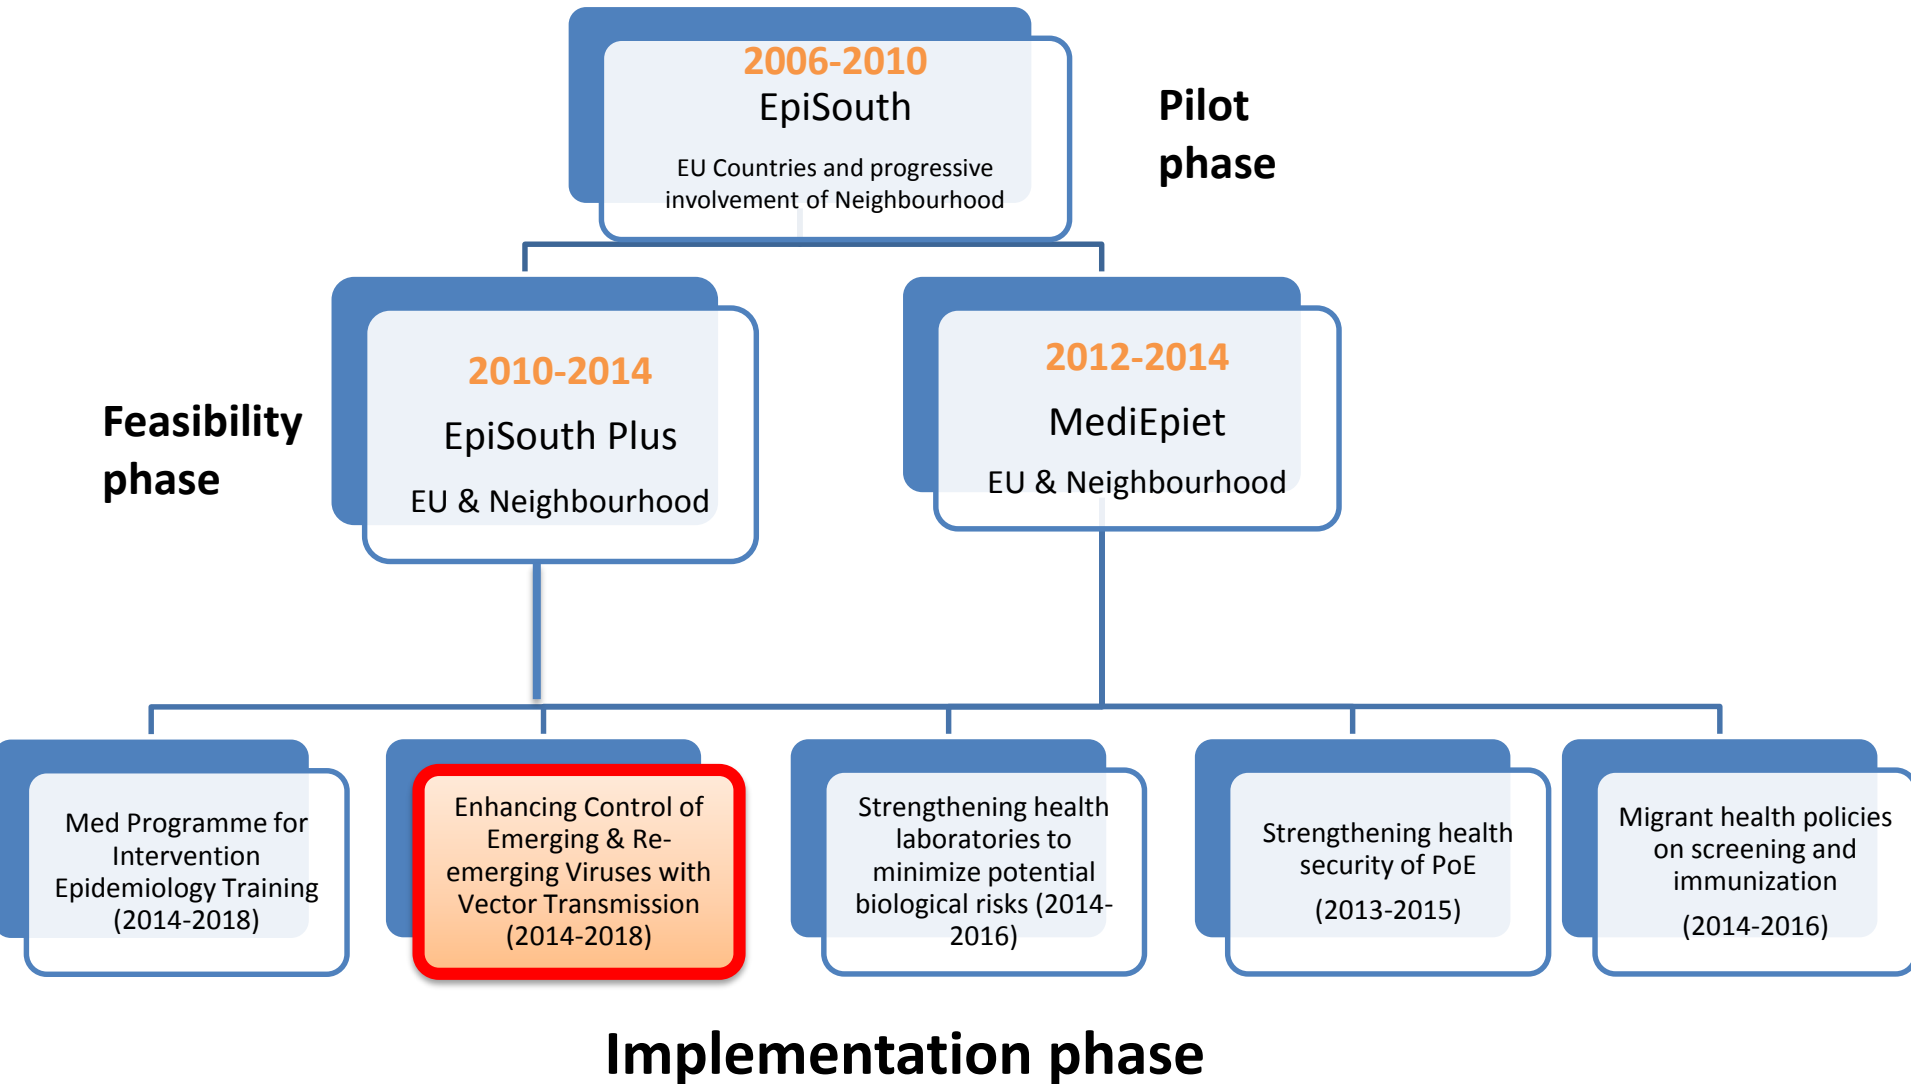 2006-2010
EpiSouth
EU Countries and progressive
involvement of Neighbourhood
Pilot
phase
Feasibility
phase
2010-2014
EpiSouth Plus
EU & Neighbourhood
2012-2014
MediEpiet
EU & Neighbourhood
Med Programme for
Intervention
Epidemiology Training
(2014-2018)
Enhancing Control of
Emerging & Re-
emerging Viruses with
Vector Transmission
(2014-2018)
Strengthening health
laboratories to
minimize potential
biological risks (2014-
2016)
Strengthening health
security of PoE
(2013-2015)
Migrant health policies
on screening and
immunization
(2014-2016)
Implementation phase